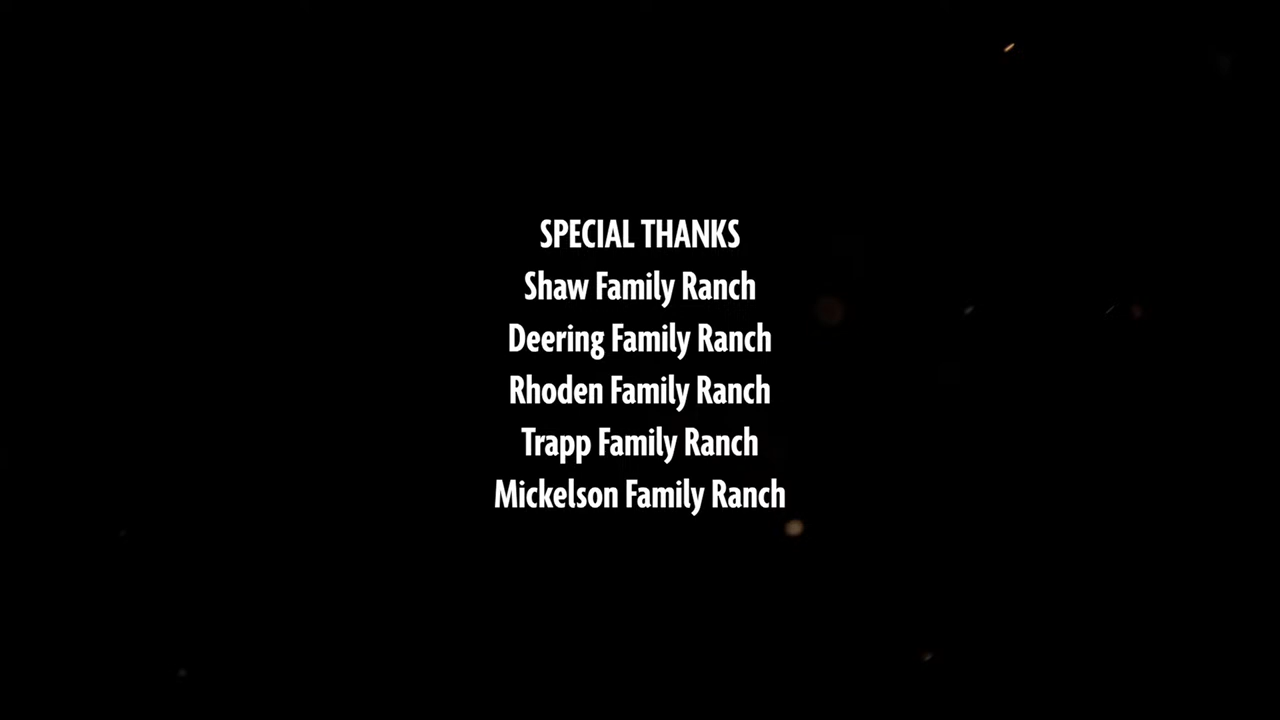 SPECIAL THANKS
Shaw Family Ranch
Deering Family Ranch
Rhoden Family Ranch
Trapp Family Ranch
Mickelson Family Ranch